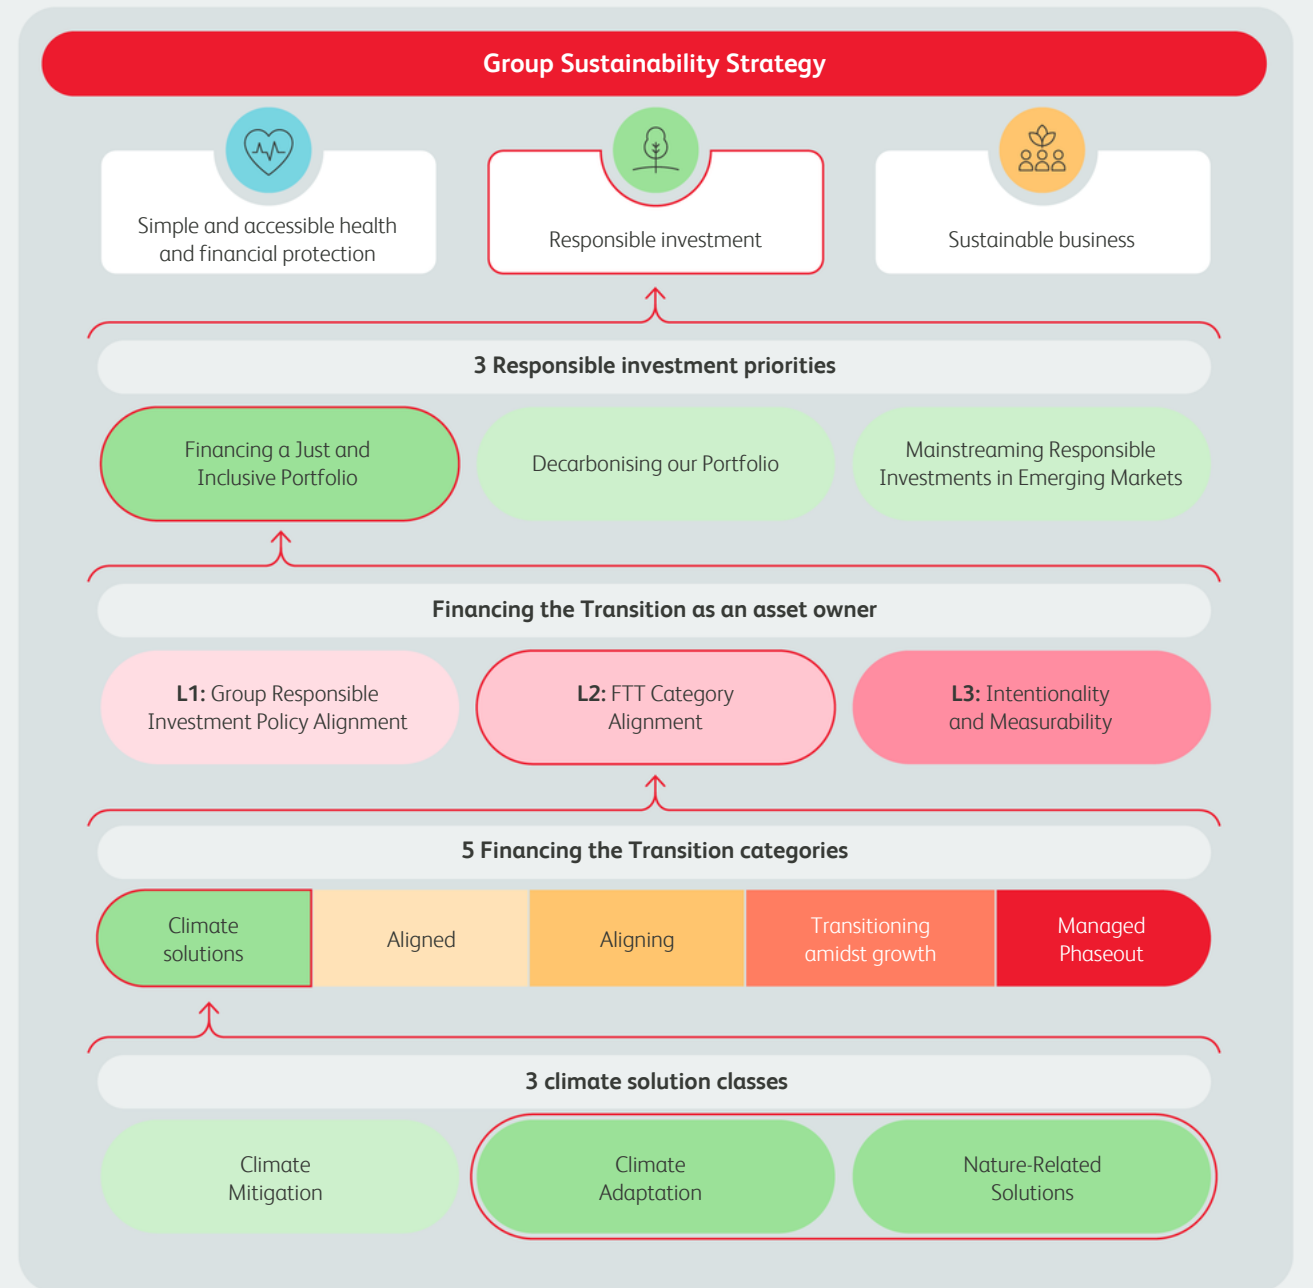 Group Sustainability Strategy
Simple and accessible health
and financial protection
Responsible investment
Sustainable business
3 Responsible investment priorities
Financing a Just and
Inclusive Portfolio
Decarbonising our Portfolio
Mainstreaming Responsible
Investments in Emerging Markets
Financing the Transition as an asset owner
L1: Group Responsible
Investment Policy Alignment
L2: FTT Category
Alignment
L3: Intentionality
and Measurability
5 Financing the Transition categories
Climate
solutions
Aligned
Aligning
Transitioning
amidst growth
Managed
Phaseout
3 climate solution classes
Climate
Mitigation
Climate
Adaptation
Nature-Related
Solutions